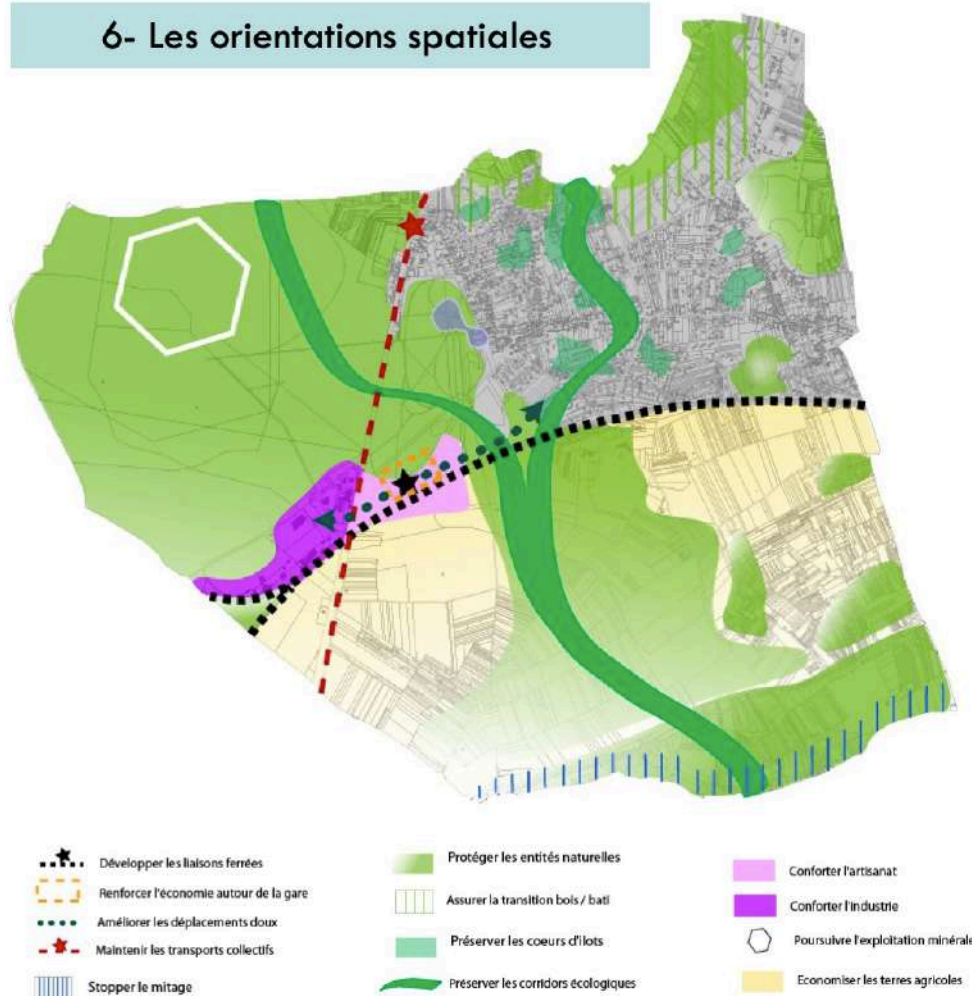 6- Les orientations spatiales
Développer les liaisons ferrées
Renforcer l'économie autour de la gare
Améliorer les déplacements doux
Maintenir les transports collectifs
Stopper le mitage
Protéger les entités naturelles
Assurer la transition bois / bati
Préserver les coeurs d'ilots
Préserver les corridors écologiques
Conforter l'artisanat
Conforter l'industrie
Poursuivre l'exploitation minérale
Economiser les terres agricoles